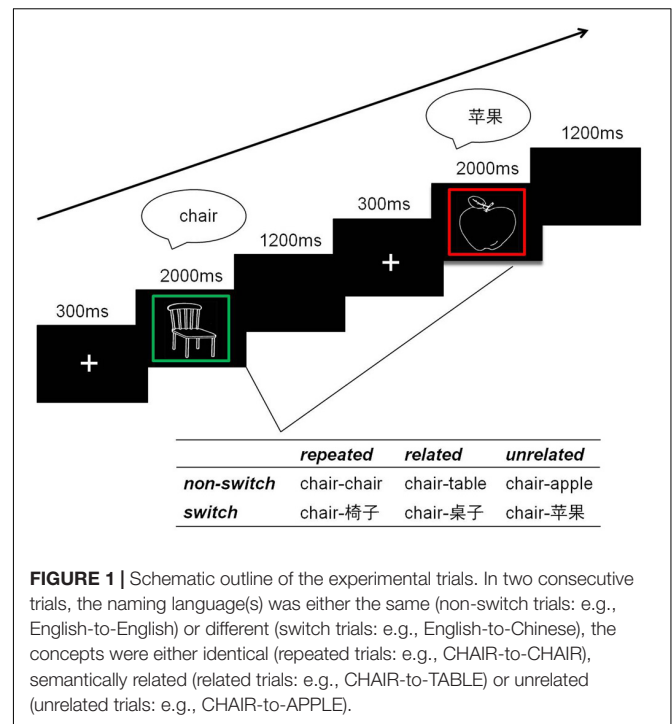 苹果
1200ms
2000ms
300ms
chair
1200ms
2000ms
300ms
repeated related unrelated
non-switch chair-chair chair-table chair-apple
switch chair-椅子 chair-桌子 chair-苹果
FIGURE 1 | Schematic outline of the experimental trials. In two consecutive
trials, the naming language(s) was either the same (non-switch trials: e.g.,
English-to-English) or different (switch trials: e.g., English-to-Chinese), the
concepts were either identical (repeated trials: e.g., CHAIR-to-CHAIR),
semantically related (related trials: e.g., CHAIR-to-TABLE) or unrelated
(unrelated trials: e.g., CHAIR-to-APPLE).